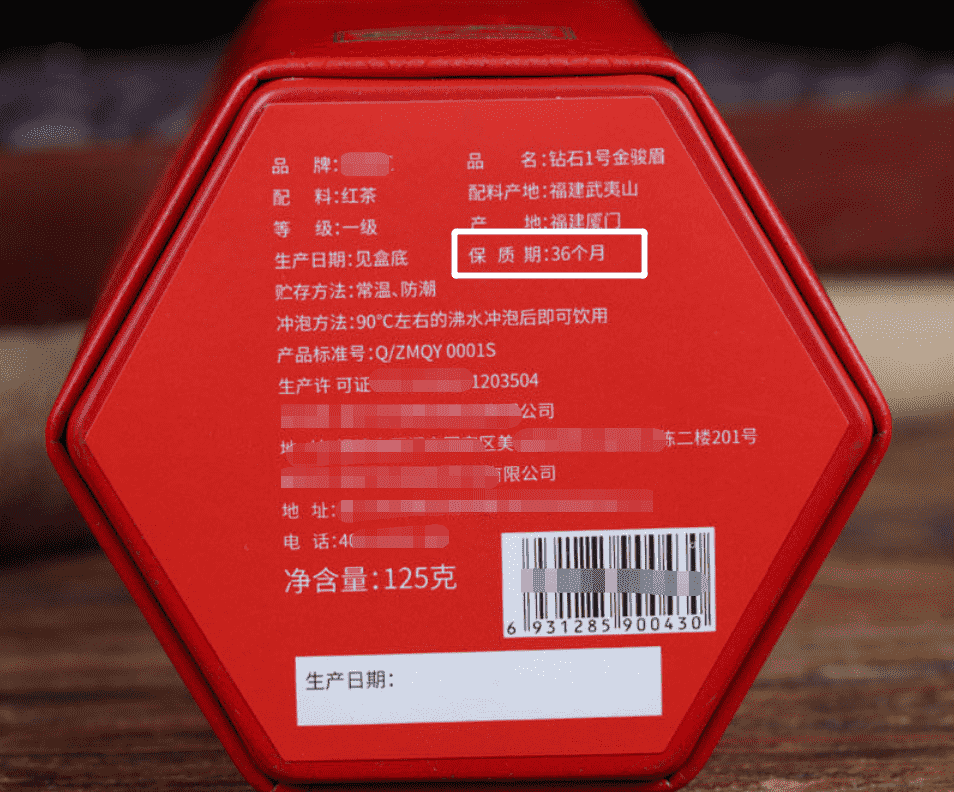 品 牌: 品 名:钻石1号金骏眉
配 料:红茶 配料产地:福建武夷山
等 级:一级 产 地:福建厦门
生产日期:见盒底 保 质 期:36个月
贮存方法:常温、防潮
冲泡方法:90℃左右的沸水冲泡后即可饮用
产品标准号:Q/ZMQY 0001S
生产许 可证 1203504
公司
地 区美 栋二楼201号
有限公司
地 址:
电 话:40
净含量:125克
6 931285 900430
生产日期: